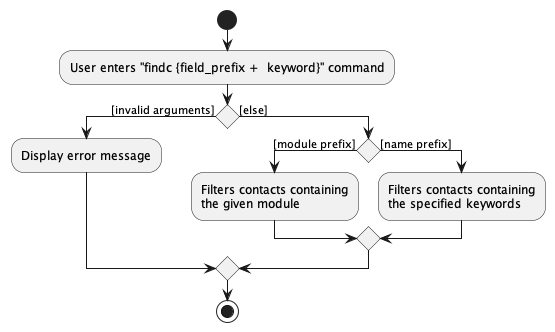 User enters "findc {field_prefix +  keyword}" command
[invalid arguments]
[else]
Display error message
[module prefix]
[name prefix]
Filters contacts containing
the given module
Filters contacts containing
the specified keywords